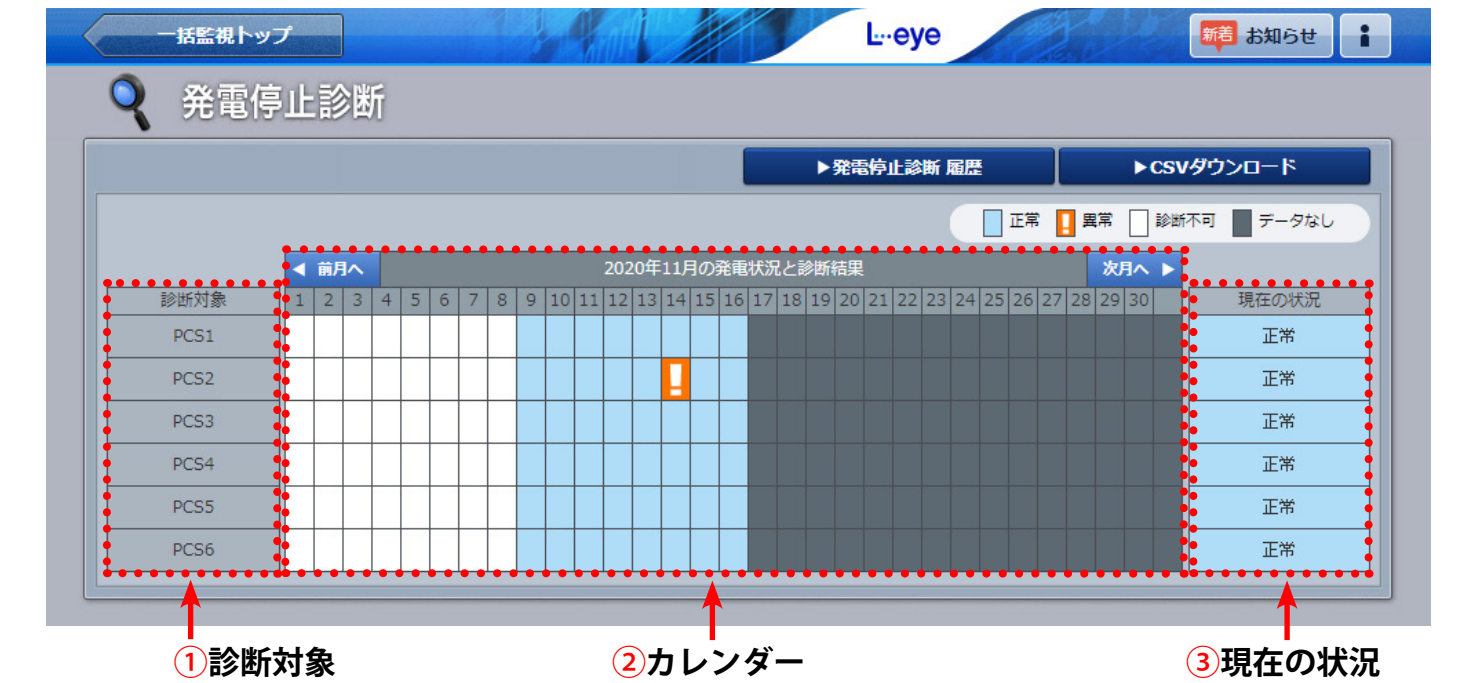 一括監視トップ
L・・eye
新着 お知らせ
i
発電停止診断
▶発電停止診断 履歴
▶CSVダウンロード
正常 ! 異常 診断不可 データなし
◀ 前月へ 2020年11月の発電状況と診断結果 次月へ ▶
診断対象 1 2 3 4 5 6 7 8 9 10 11 12 13 14 15 16 17 18 19 20 21 22 23 24 25 26 27 28 29 30 現在の状況
PCS1 正常
PCS2 ! 正常
PCS3 正常
PCS4 正常
PCS5 正常
PCS6 正常
①診断対象 ②カレンダー ③現在の状況